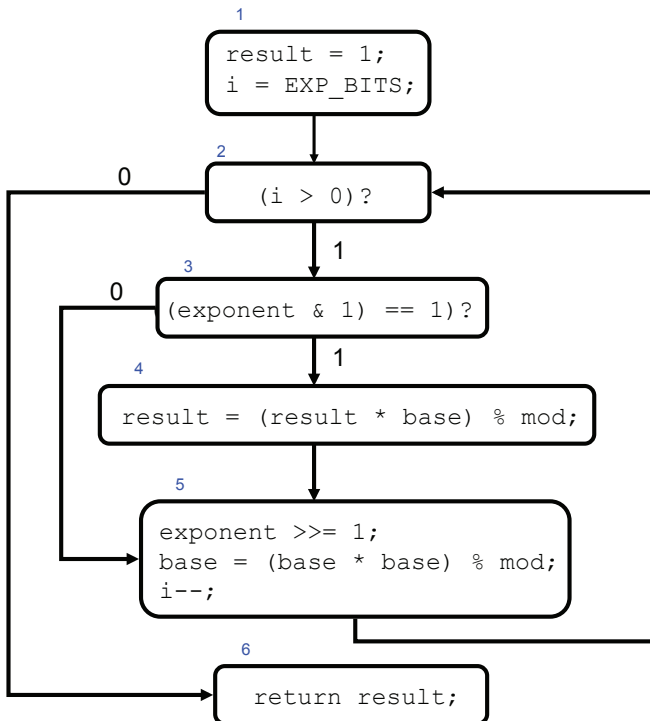 1
result = 1;
i = EXP_BITS;
2
0
(i > 0)?
1
3
0
(exponent & 1) == 1)?
1
4
result = (result * base) % mod;
5
exponent >>= 1;
base = (base * base) % mod;
i--;
6
return result;